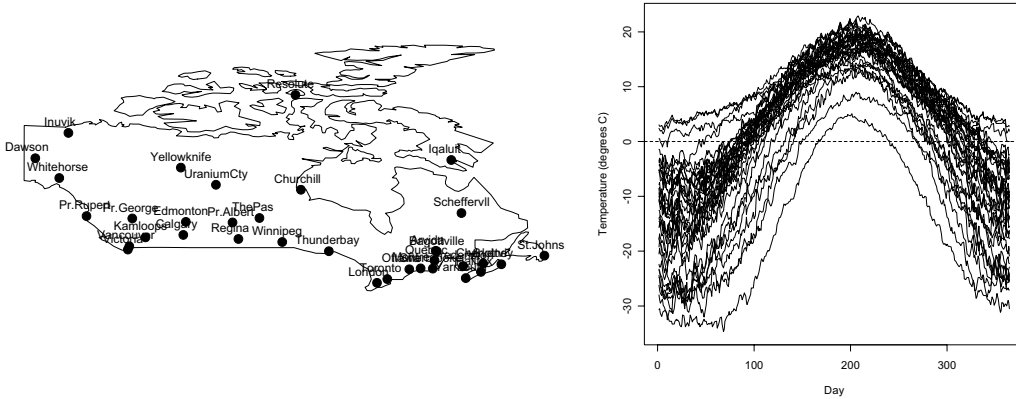 Resolute
Inuvik
Dawson
Whitehorse
Yellowknife
UraniumCty
Iqaluit
Churchill
Scheffervll
Pr.Rupert
Pr.George
Edmonton
Pr.Albert
ThePas
Kamloops
Calgary
Regina
Winnipeg
Vancouver
Victoria
Thunderbay
St.Johns
Bagottville
Quebec
Toronto
London
20
10
0
-10
-20
-30
Temperature (degrees C)
0
100
200
300
Day